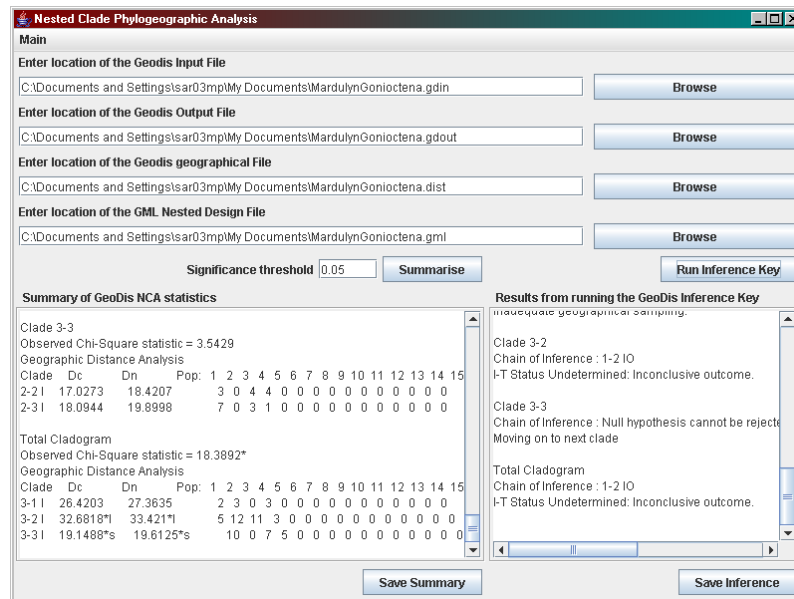 Nested Clade Phylogeographic Analysis
Main
Enter location of the Geodis Input File
C:\Documents and Settings\sar03mp\My Documents\MardulynGonioctena.gdin
Browse
Enter location of the Geodis Output File
C:\Documents and Settings\sar03mp\My Documents\MardulynGonioctena.gdout
Browse
Enter location of the Geodis geographical File
C:\Documents and Settings\sar03mp\My Documents\MardulynGonioctena.dist
Browse
Enter location of the GML Nested Design File
C:\Documents and Settings\sar03mp\My Documents\MardulynGonioctena.gml
Browse
Significance threshold 0.05 Summarise
Run Inference Key
Summary of GeoDis NCA statistics
Clade 3-3
Observed Chi-Square statistic = 3.5429
Geographic Distance Analysis
Clade Dc Dn Pop: 1 2 3 4 5 6 7 8 9 10 11 12 13 14 15
2-2 I 17.0273 18.4207 3 0 4 4 0 0 0 0 0 0 0 0 0 0 0
2-3 I 18.0944 19.8998 7 0 3 1 0 0 0 0 0 0 0 0 0 0 0
Total Cladogram
Observed Chi-Square statistic = 18.3892*
Geographic Distance Analysis
Clade Dc Dn Pop: 1 2 3 4 5 6 7 8 9 10 11 12 13 14 15
3-1 I 26.4203 27.3635 2 3 0 3 0 0 0 0 0 0 0 0 0 0 0
3-2 I 32.6818*l 33.421*l 5 12 11 3 0 0 0 0 0 0 0 0 0 0 0
3-3 I 19.1488*s 19.6125*s 10 0 7 5 0 0 0 0 0 0 0 0 0 0 0
Save Summary
Results from running the GeoDis Inference Key
inadequate geographical sampling.
Clade 3-2
Chain of Inference : 1-2 IO
I-T Status Undetermined: Inconclusive outcome.
Clade 3-3
Chain of Inference : Null hypothesis cannot be rejecte
Moving on to next clade
Total Cladogram
Chain of Inference : 1-2 IO
I-T Status Undetermined: Inconclusive outcome.
Save Inference